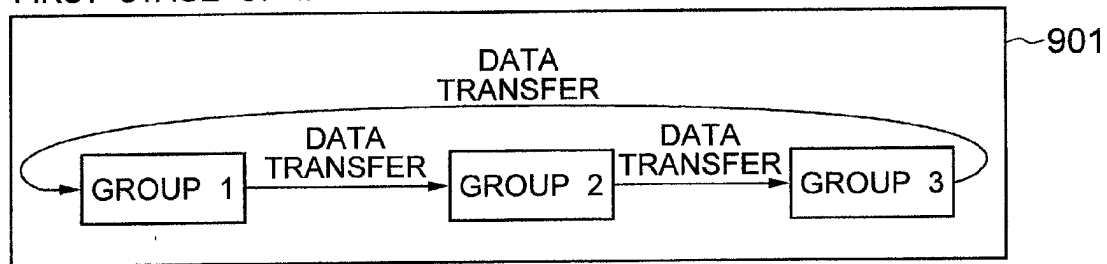 FIRST STAGE OF
901
DATA
TRANSFER
DATA
TRANSFER
DATA
TRANSFER
GROUP 1
GROUP 2
GROUP 3